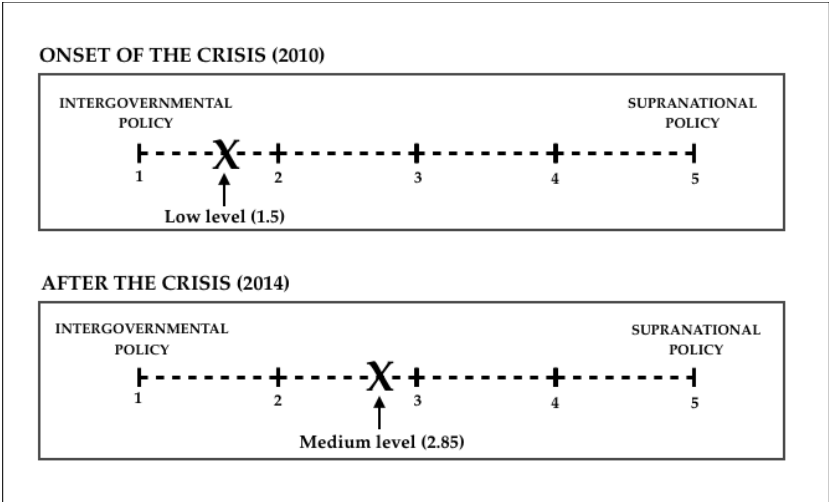 ONSET OF THE CRISIS (2010)
INTERGOVERNMENTAL
POLICY
SUPRANATIONAL
POLICY
X
1 2 3 4 5
Low level (1.5)
AFTER THE CRISIS (2014)
INTERGOVERNMENTAL
POLICY
SUPRANATIONAL
POLICY
X
1 2 3 4 5
Medium level (2.85)